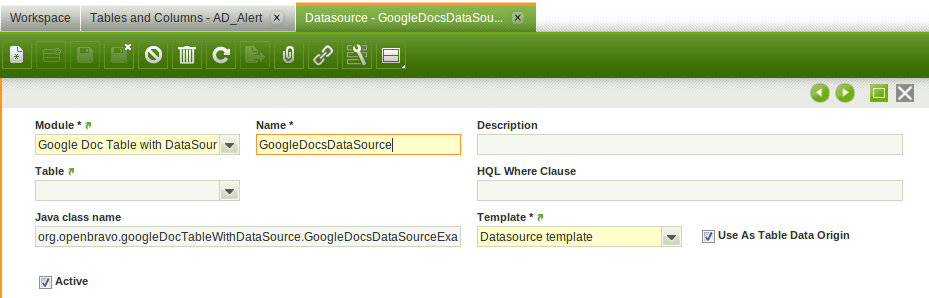 Workspace
Tables and Columns - AD_Alert
Datasource - GoogleDocsDataSou...
Module *
Name *
Description
Google Doc Table with DataSour
GoogleDocsDataSource
Table
HQL Where Clause
Java class name
Template *
org.openbravo.googleDocTableWithDataSource.GoogleDocsDataSourceExa
Datasource template
Use As Table Data Origin
Active